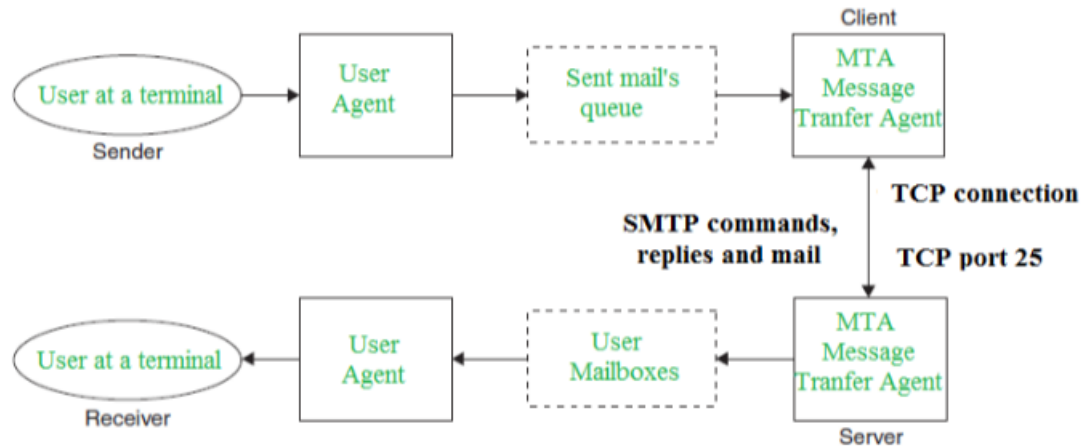 Client
User at a terminal
User
Agent
Sent mail's
queue
MTA
Message
Tranfer Agent
Sender
TCP connection
SMTP commands,
replies and mail
TCP port 25
User at a terminal
User
Agent
User
Mailboxes
MTA
Message
Tranfer Agent
Receiver
Server